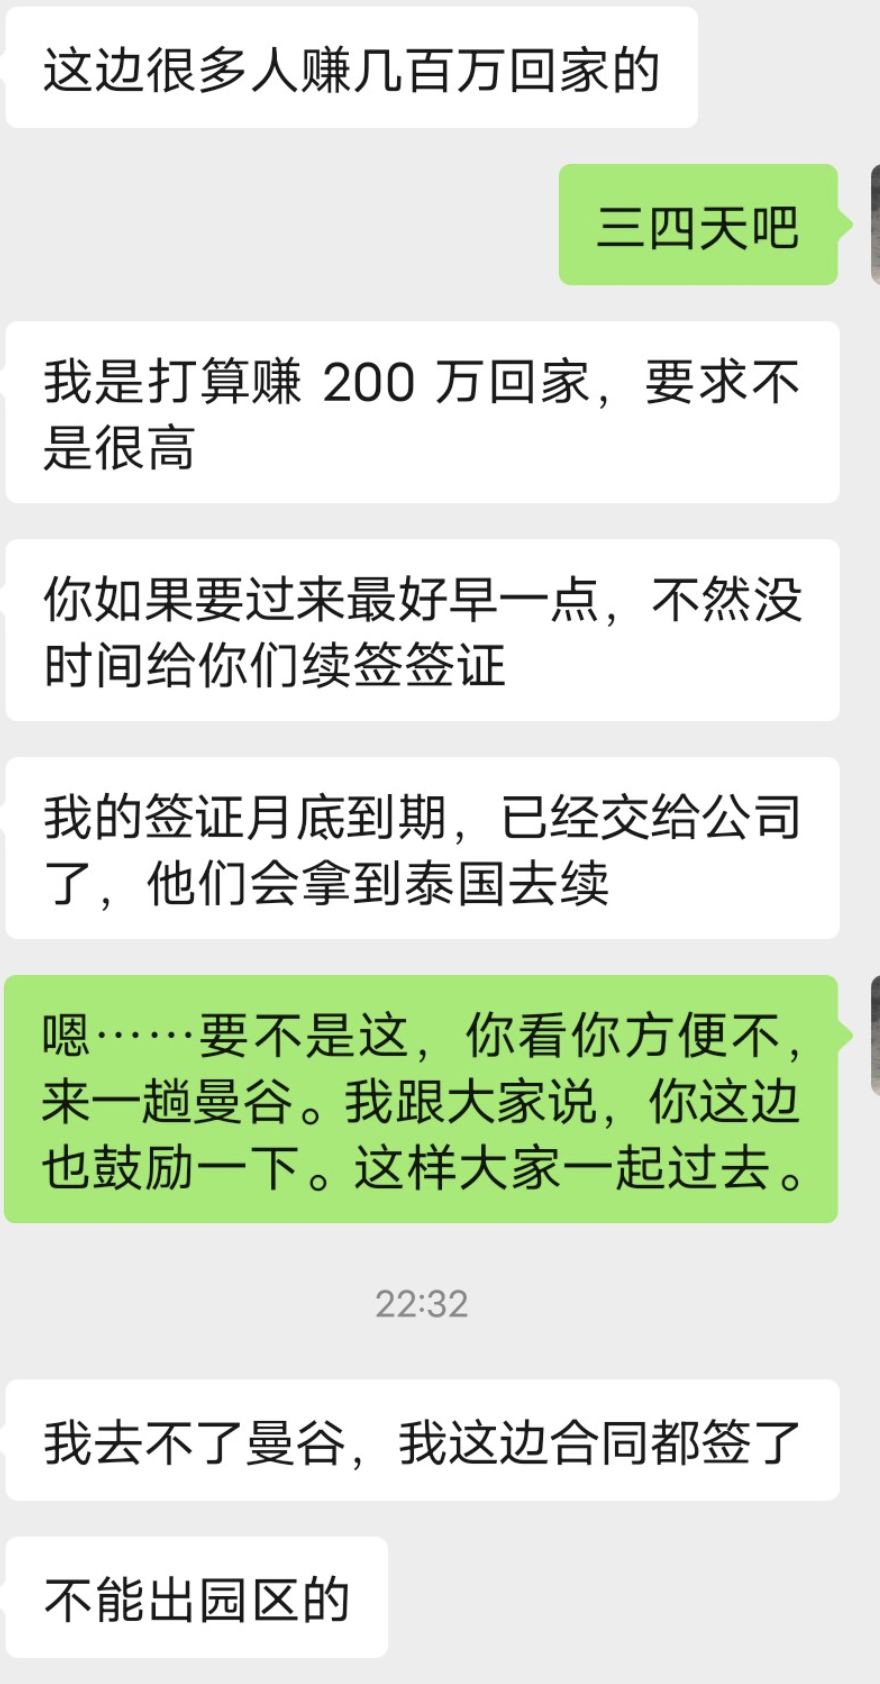 这边很多人赚几百万回家的
三四天吧
我是打算赚 200 万回家，要求不
是很高
你如果要过来最好早一点，不然没
时间给你们续签签证
我的签证月底到期，已经交给公司
了，他们会拿到泰国去续
嗯……要不是这，你看你方便不，
来一趟曼谷。我跟大家说，你这边
也鼓励一下。这样大家一起过去。
22:32
我去不了曼谷，我这边合同都签了
不能出园区的